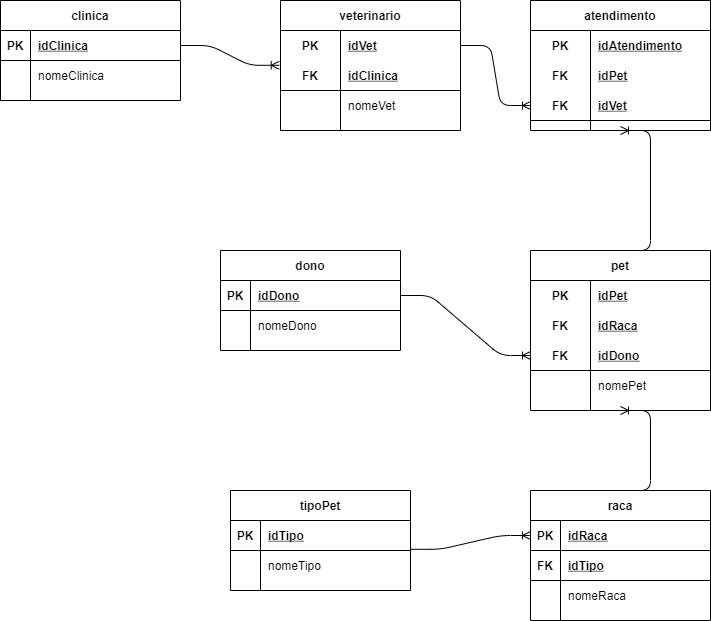 clinica
PK idClinica
nomeClinica
veterinario
PK idVet
FK idClinica
nomeVet
atendimento
PK idAtendimento
FK idPet
FK idVet
dono
PK idDono
nomeDono
pet
PK idPet
FK idRaca
FK idDono
nomePet
tipoPet
PK idTipo
nomeTipo
raca
PK idRaca
FK idTipo
nomeRaca